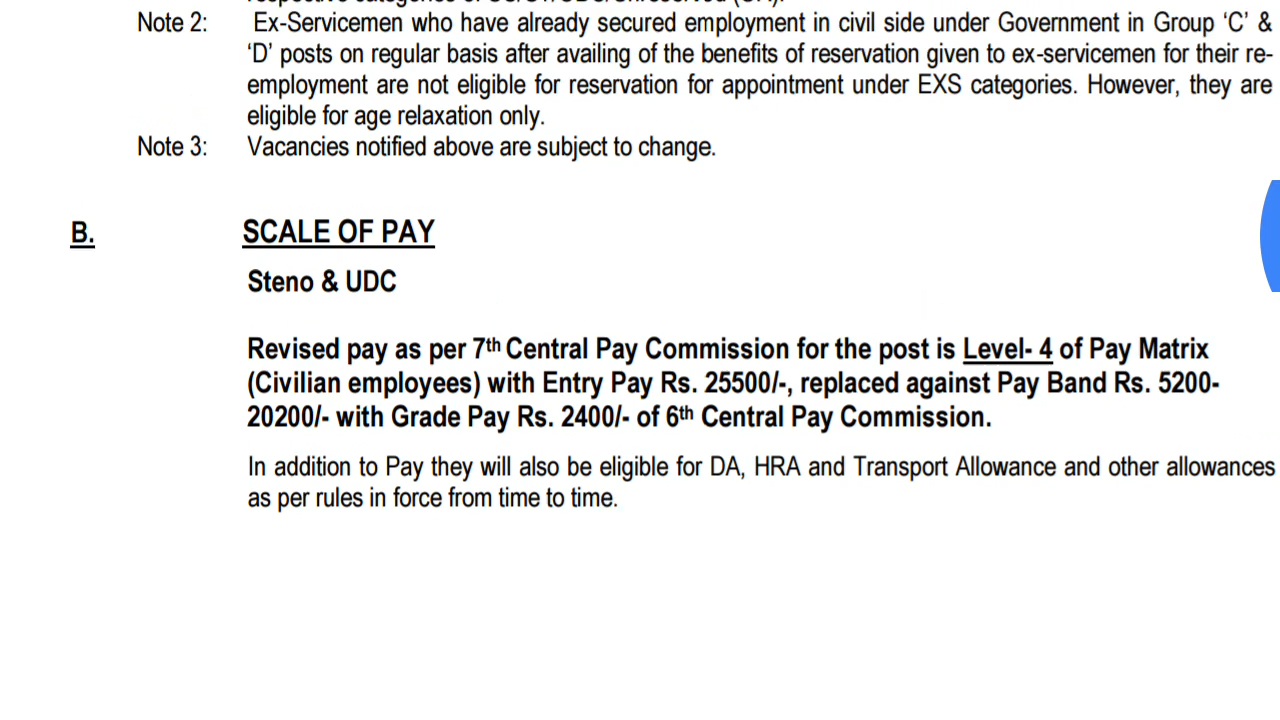 Note 2: Ex-Servicemen who have already secured employment in civil side under Government in Group ‘C’ &
‘D’ posts on regular basis after availing of the benefits of reservation given to ex-servicemen for their re-
employment are not eligible for reservation for appointment under EXS categories. However, they are
eligible for age relaxation only.
Note 3: Vacancies notified above are subject to change.
B. SCALE OF PAY
Steno & UDC
Revised pay as per 7th Central Pay Commission for the post is Level- 4 of Pay Matrix
(Civilian employees) with Entry Pay Rs. 25500/-, replaced against Pay Band Rs. 5200-
20200/- with Grade Pay Rs. 2400/- of 6th Central Pay Commission.
In addition to Pay they will also be eligible for DA, HRA and Transport Allowance and other allowances
as per rules in force from time to time.